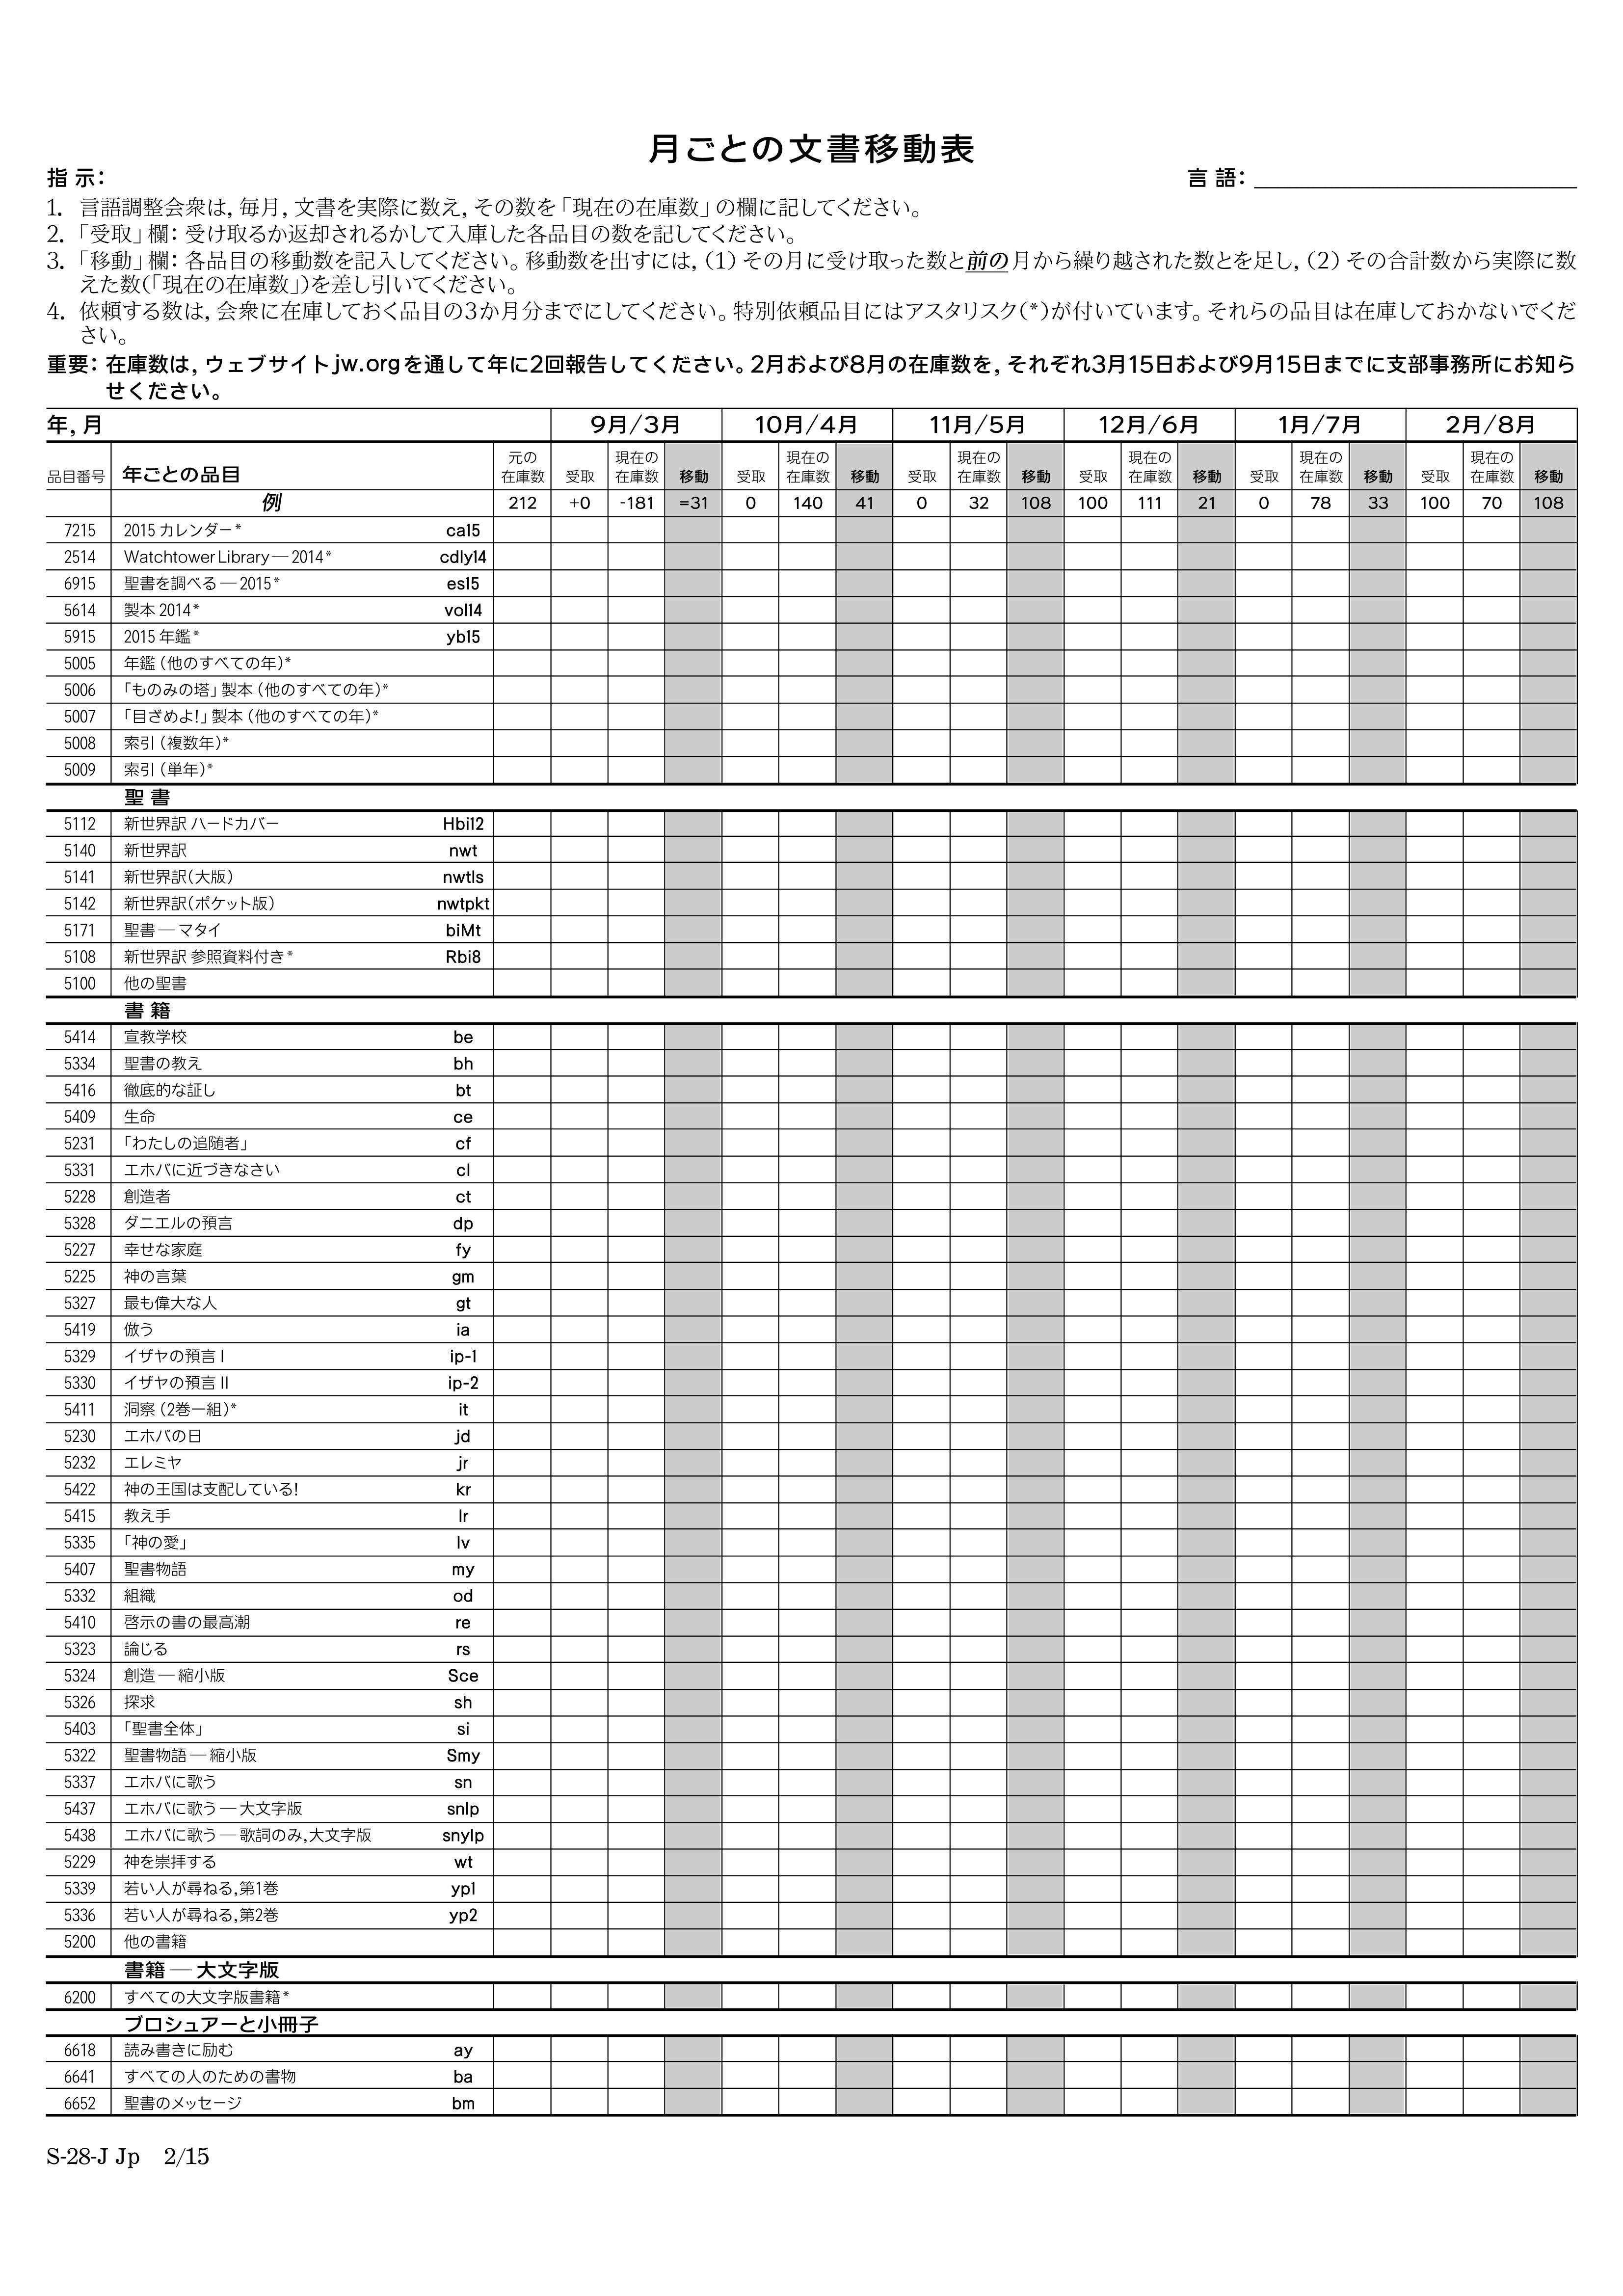 月ごとの文書移動表
指 示：
言 語：
1. 言語調整会衆は，毎月，文書を実際に数え，その数を「現在の在庫数」の欄に記してください。
2. 「受取」欄：受け取るか返却されるかして入庫した各品目の数を記してください。
3. 「移動」欄：各品目の移動数を記入してください。移動数を出すには，（1）その月に受け取った数と前の月から繰り越された数とを足し，（2）その合計数から実際に数
えた数（「現在の在庫数」）を差し引いてください。
4. 依頼する数は，会衆に在庫しておく品目の3か月分までにしてください。特別依頼品目にはアスタリスク（*）が付いています。それらの品目は在庫しておかないでくだ
さい。
重要：在庫数は，ウェブサイトjw.orgを通して年に2回報告してください。2月および8月の在庫数を，それぞれ3月15日および9月15日までに支部事務所にお知ら
せください。
年，月 9月/3月 10月/4月 11月/5月 12月/6月 1月/7月 2月/8月
元の 現在の 現在の 現在の 現在の 現在の 現在の
品目番号 年ごとの品目 在庫数 受取 在庫数 移動 受取 在庫数 移動 受取 在庫数 移動 受取 在庫数 移動 受取 在庫数 移動 受取 在庫数 移動
例 212 +0 -181 =31 0 140 41 0 32 108 100 111 21 0 78 33 100 70 108
7215 2015 カレンダー* ca15
2514 Watchtower Library — 2014* cdly14
6915 聖書を調べる — 2015* es15
5614 製本 2014* vol14
5915 2015 年鑑* yb15
5005 年鑑（他のすべての年）*
5006 「ものみの塔」製本（他のすべての年）*
5007 「目ざめよ！」製本（他のすべての年）*
5008 索引（複数年）*
5009 索引（単年）*
聖 書
5112 新世界訳 ハードカバー Hbi12
5140 新世界訳 nwt
5141 新世界訳（大版） nwtls
5142 新世界訳（ポケット版） nwtpkt
5171 聖書 — マタイ biMt
5108 新世界訳 参照資料付き* Rbi8
5100 他の聖書
書 籍
5414 宣教学校 be
5334 聖書の教え bh
5416 徹底的な証し bt
5409 生命 ce
5231 「わたしの追随者」 cf
5331 エホバに近づきなさい cl
5228 創造者 ct
5328 ダニエルの預言 dp
5227 幸せな家庭 fy
5225 神の言葉 gm
5327 最も偉大な人 gt
5419 倣う ia
5329 イザヤの預言 I ip-1
5330 イザヤの預言 II ip-2
5411 洞察（2巻一組）* it
5230 エホバの日 jd
5232 エレミヤ jr
5422 神の王国は支配している！ kr
5415 教え手 lr
5335 「神の愛」 lv
5407 聖書物語 my
5332 組織 od
5410 啓示の書の最高潮 re
5323 論じる rs
5324 創造 — 縮小版 Sce
5326 探求 sh
5403 「聖書全体」 si
5322 聖書物語 — 縮小版 Smy
5337 エホバに歌う sn
5437 エホバに歌う — 大文字版 snlp
5438 エホバに歌う — 歌詞のみ，大文字版 snylp
5229 神を崇拝する wt
5339 若い人が尋ねる，第1巻 yp1
5336 若い人が尋ねる，第2巻 yp2
5200 他の書籍
書籍 — 大文字版
6200 すべての大文字版書籍*
ブロシュアーと小冊子
6618 読み書きに励む ay
6641 すべての人のための書物 ba
6652 聖書のメッセージ bm
S-28-J Jp 2/15